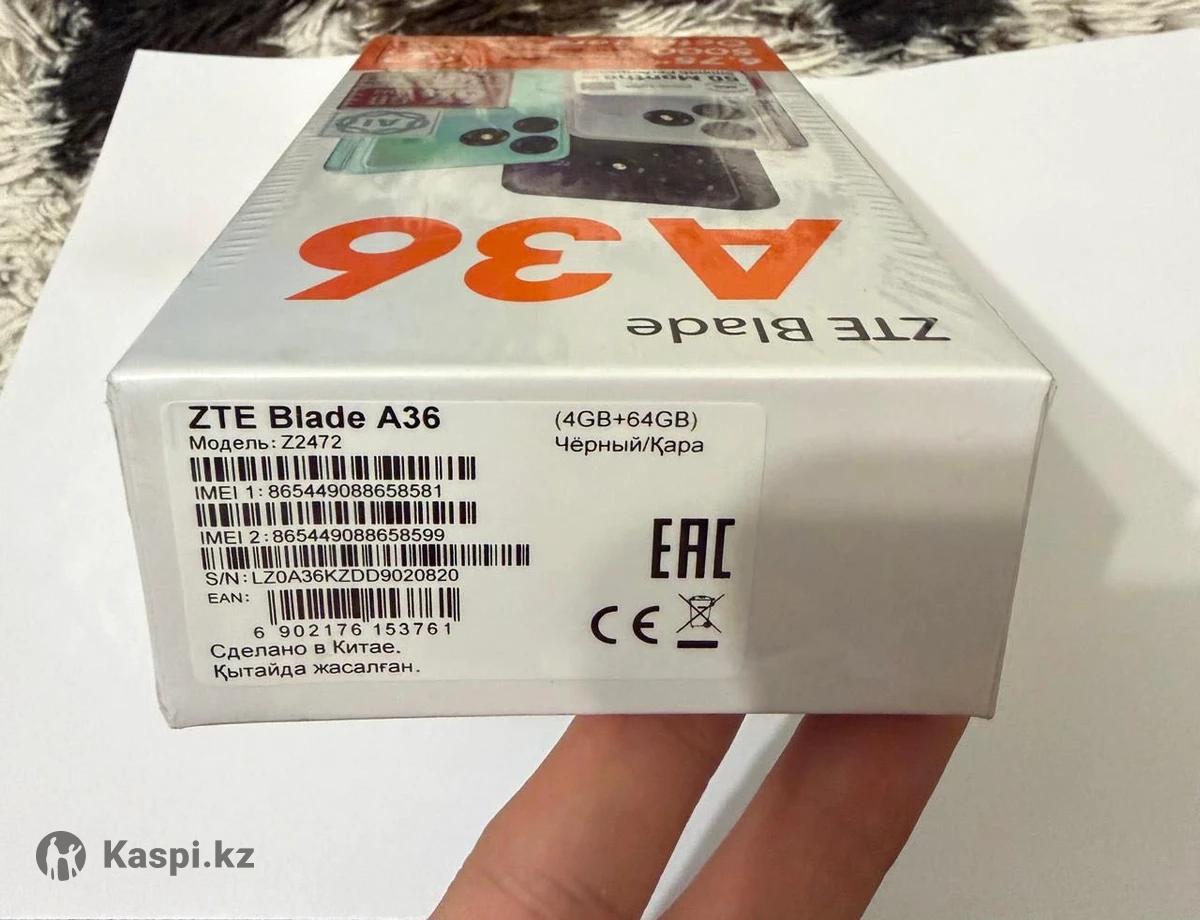 ZTE Blade
A36
ZTE Blade A36
(4GB+64GB)
Модель: Z2472
Чёрный/Қара
IMEI 1: 865449088658581
IMEI 2: 865449088658599
S/N: LZ0A36KZDD9020820
EAN:
6 902176 153761
EAC
CE
Сделано в Китае.
Қытайда жасалған.
Kaspi.kz